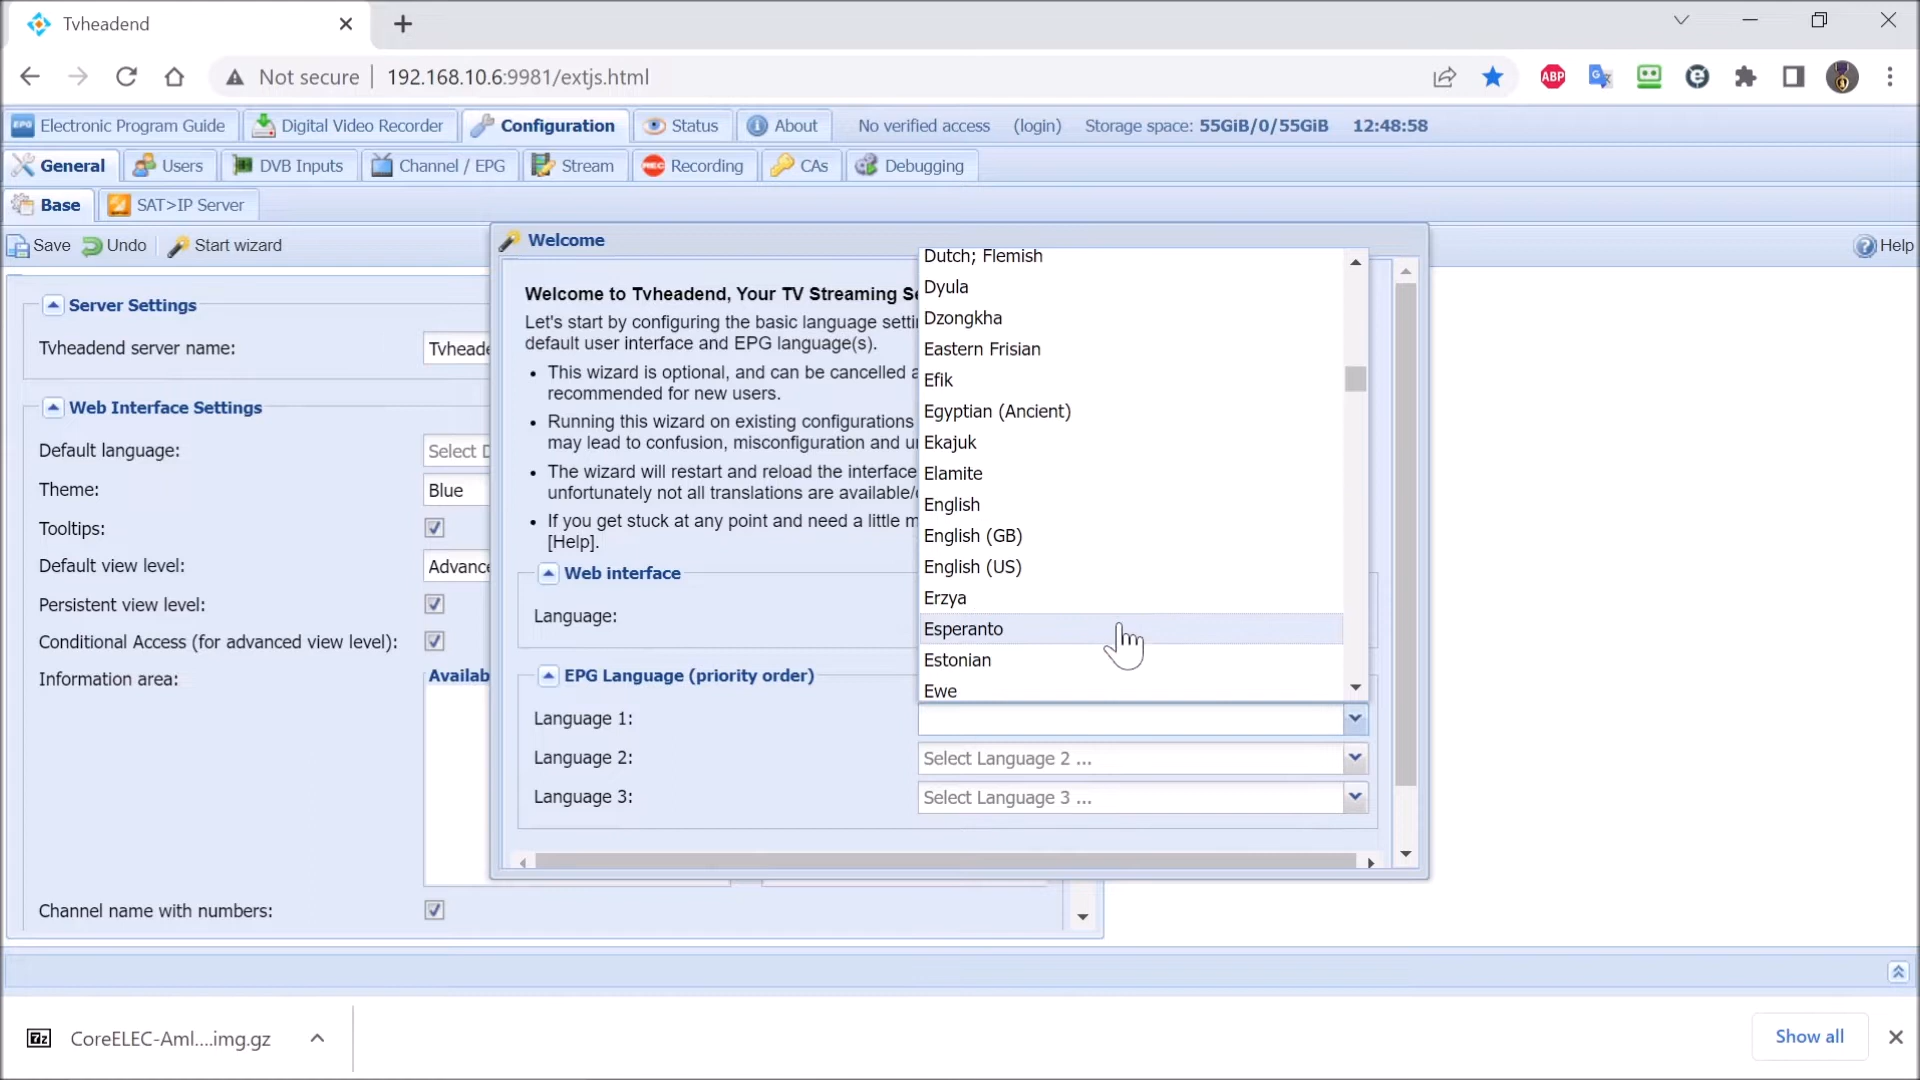 Tvheadend
Not secure 192.168.10.6:9981/extjs.html
ABP
EPG Electronic Program Guide Digital Video Recorder Configuration Status About No verified access (login) Storage space: 55GiB/0/55GiB 12:48:58
General Users DVB Inputs Channel / EPG Stream REC Recording CAs Debugging
Base SAT>IP Server
Save Undo Start wizard Help
Welcome
Server Settings
Tvheadend server name: Tvheade
Web Interface Settings
Default language: Select D
Theme: Blue
Tooltips:
Default view level: Advance
Persistent view level:
Conditional Access (for advanced view level):
Information area: Availab
Channel name with numbers:
Welcome to Tvheadend, Your TV Streaming Se
Let's start by configuring the basic language setti
default user interface and EPG language(s).
• This wizard is optional, and can be cancelled a
recommended for new users.
• Running this wizard on existing configurations
may lead to confusion, misconfiguration and u
• The wizard will restart and reload the interface
unfortunately not all translations are available/
• If you get stuck at any point and need a little m
[Help].
Web interface
Language:
EPG Language (priority order)
Dutch; Flemish
Dyula
Dzongkha
Eastern Frisian
Efik
Egyptian (Ancient)
Ekajuk
Elamite
English
English (GB)
English (US)
Erzya
Esperanto
Estonian
Ewe
Language 1:
Language 2: Select Language 2 ...
Language 3: Select Language 3 ...
7z CoreELEC-Aml....img.gz Show all